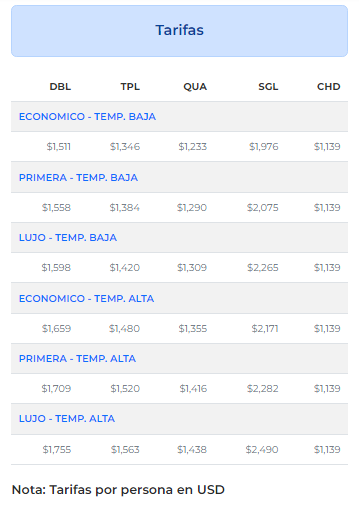 Tarifas
DBL TPL QUA SGL CHD
ECONOMICO - TEMP. BAJA
$1,511 $1,346 $1,233 $1,976 $1,139
PRIMERA - TEMP. BAJA
$1,558 $1,384 $1,290 $2,075 $1,139
LUJO - TEMP. BAJA
$1,598 $1,420 $1,309 $2,265 $1,139
ECONOMICO - TEMP. ALTA
$1,659 $1,480 $1,355 $2,171 $1,139
PRIMERA - TEMP. ALTA
$1,709 $1,520 $1,416 $2,282 $1,139
LUJO - TEMP. ALTA
$1,755 $1,563 $1,438 $2,490 $1,139
Nota: Tarifas por persona en USD